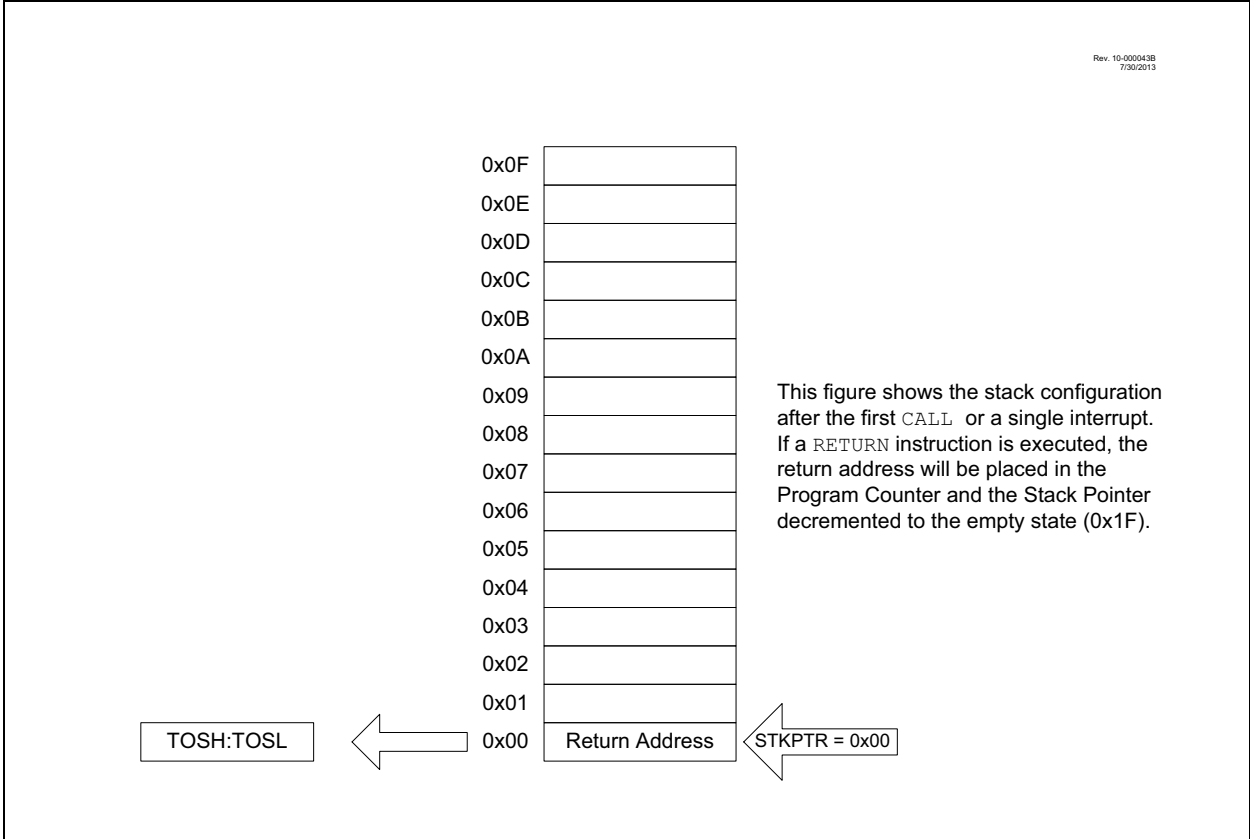 Rev. 10-000043B
7/30/2013
0x0F
0x0E
0x0D
0x0C
0x0B
0x0A
0x09
0x08
0x07
0x06
0x05
0x04
0x03
0x02
0x01
0x00
Return Address
STKPTR = 0x00
TOSH:TOSL
This figure shows the stack configuration
after the first CALL or a single interrupt.
If a RETURN instruction is executed, the
return address will be placed in the
Program Counter and the Stack Pointer
decremented to the empty state (0x1F).